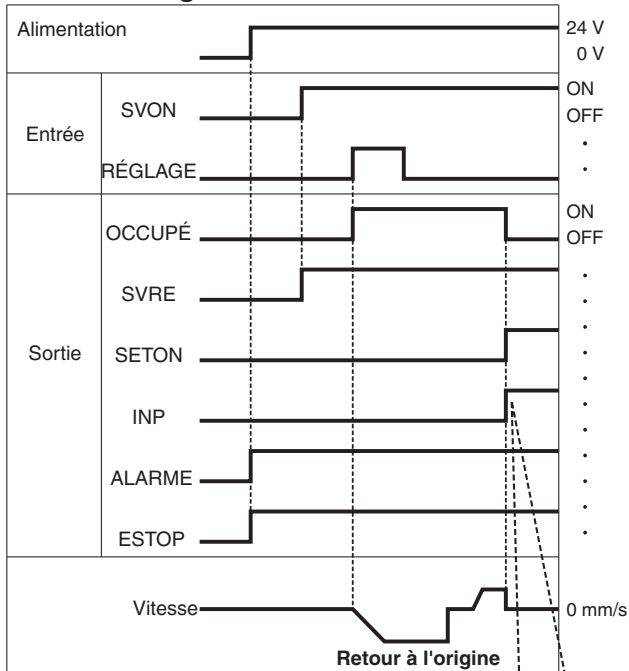 Alimentation
24 V
0 V
Entrée
SVON
ON
OFF
RÉGLAGE
Sortie
OCCUPÉ
ON
OFF
SVRE
SETON
INP
ALARME
ESTOP
Vitesse
0 mm/s
Retour à l'origine